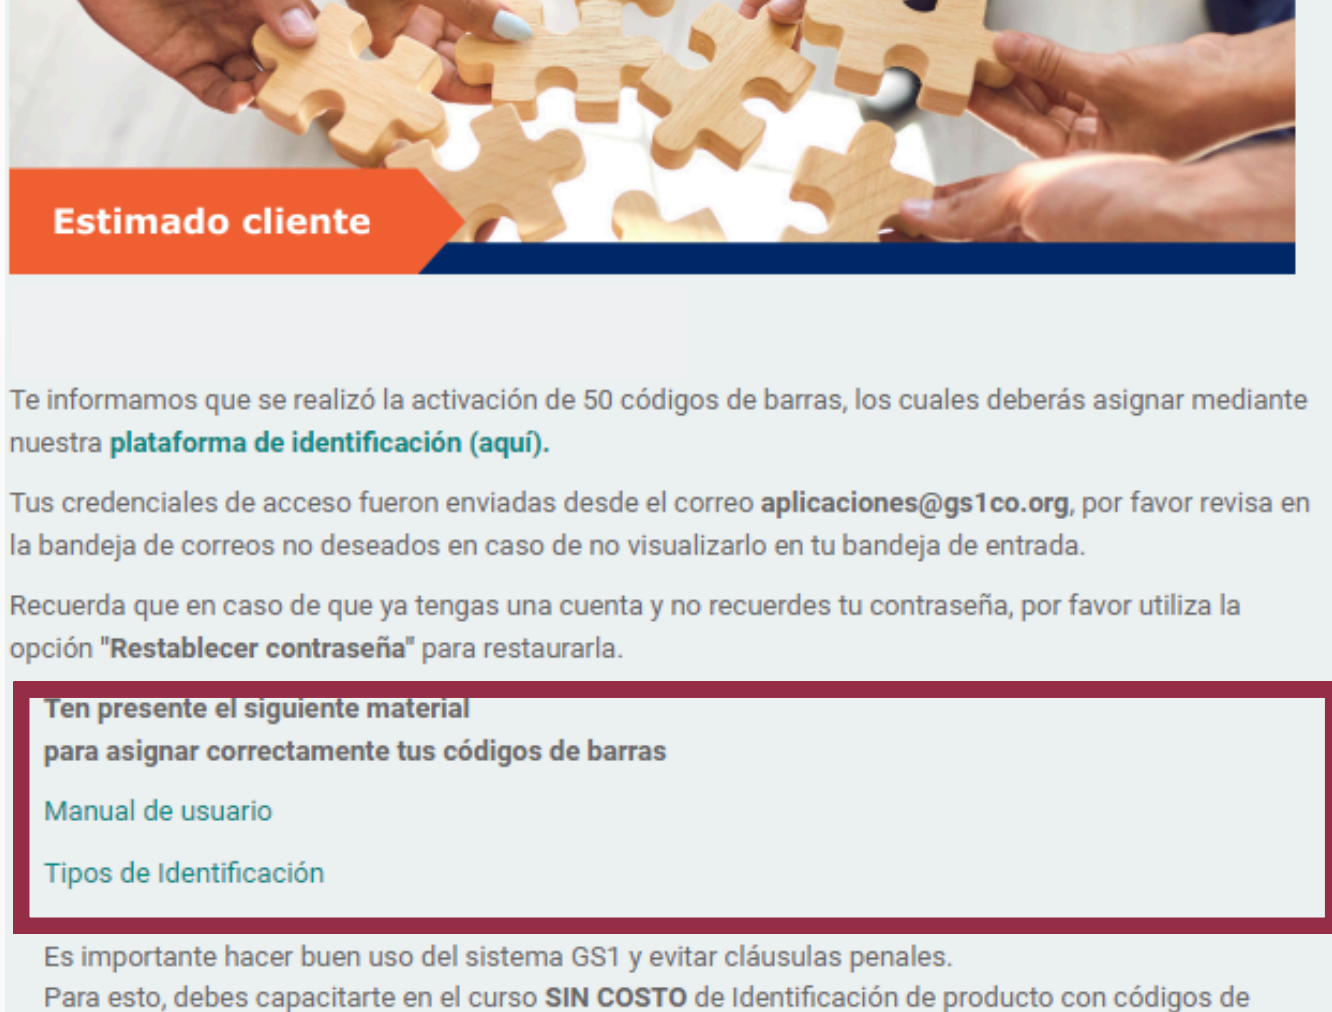 Estimado cliente
Te informamos que se realizó la activación de 50 códigos de barras, los cuales deberás asignar mediante
nuestra plataforma de identificación (aquí).
Tus credenciales de acceso fueron enviadas desde el correo aplicaciones@gs1co.org, por favor revisa en
la bandeja de correos no deseados en caso de no visualizarlo en tu bandeja de entrada.
Recuerda que en caso de que ya tengas una cuenta y no recuerdes tu contraseña, por favor utiliza la
opción "Restablecer contraseña" para restaurarla.
Ten presente el siguiente material
para asignar correctamente tus códigos de barras
Manual de usuario
Tipos de Identificación
Es importante hacer buen uso del sistema GS1 y evitar cláusulas penales.
Para esto, debes capacitarte en el curso SIN COSTO de Identificación de producto con códigos de